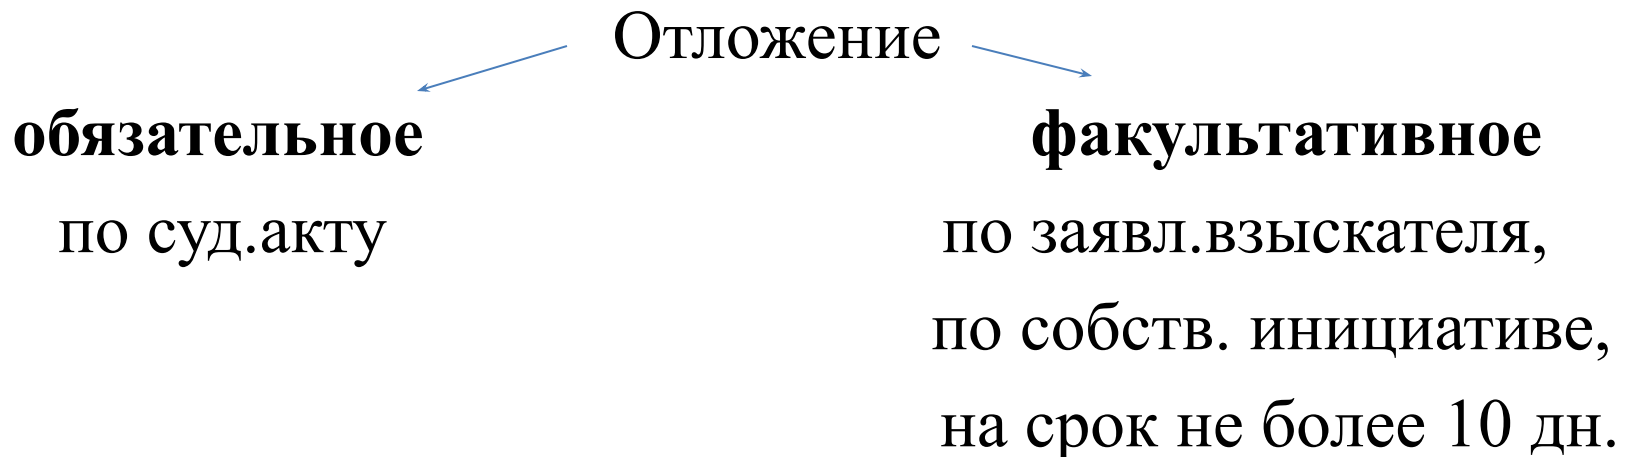 Отложение
обязательное
факультативное
по суд.акту
по заявл.взыскателя,
по собств. инициативе,
на срок не более 10 дн.